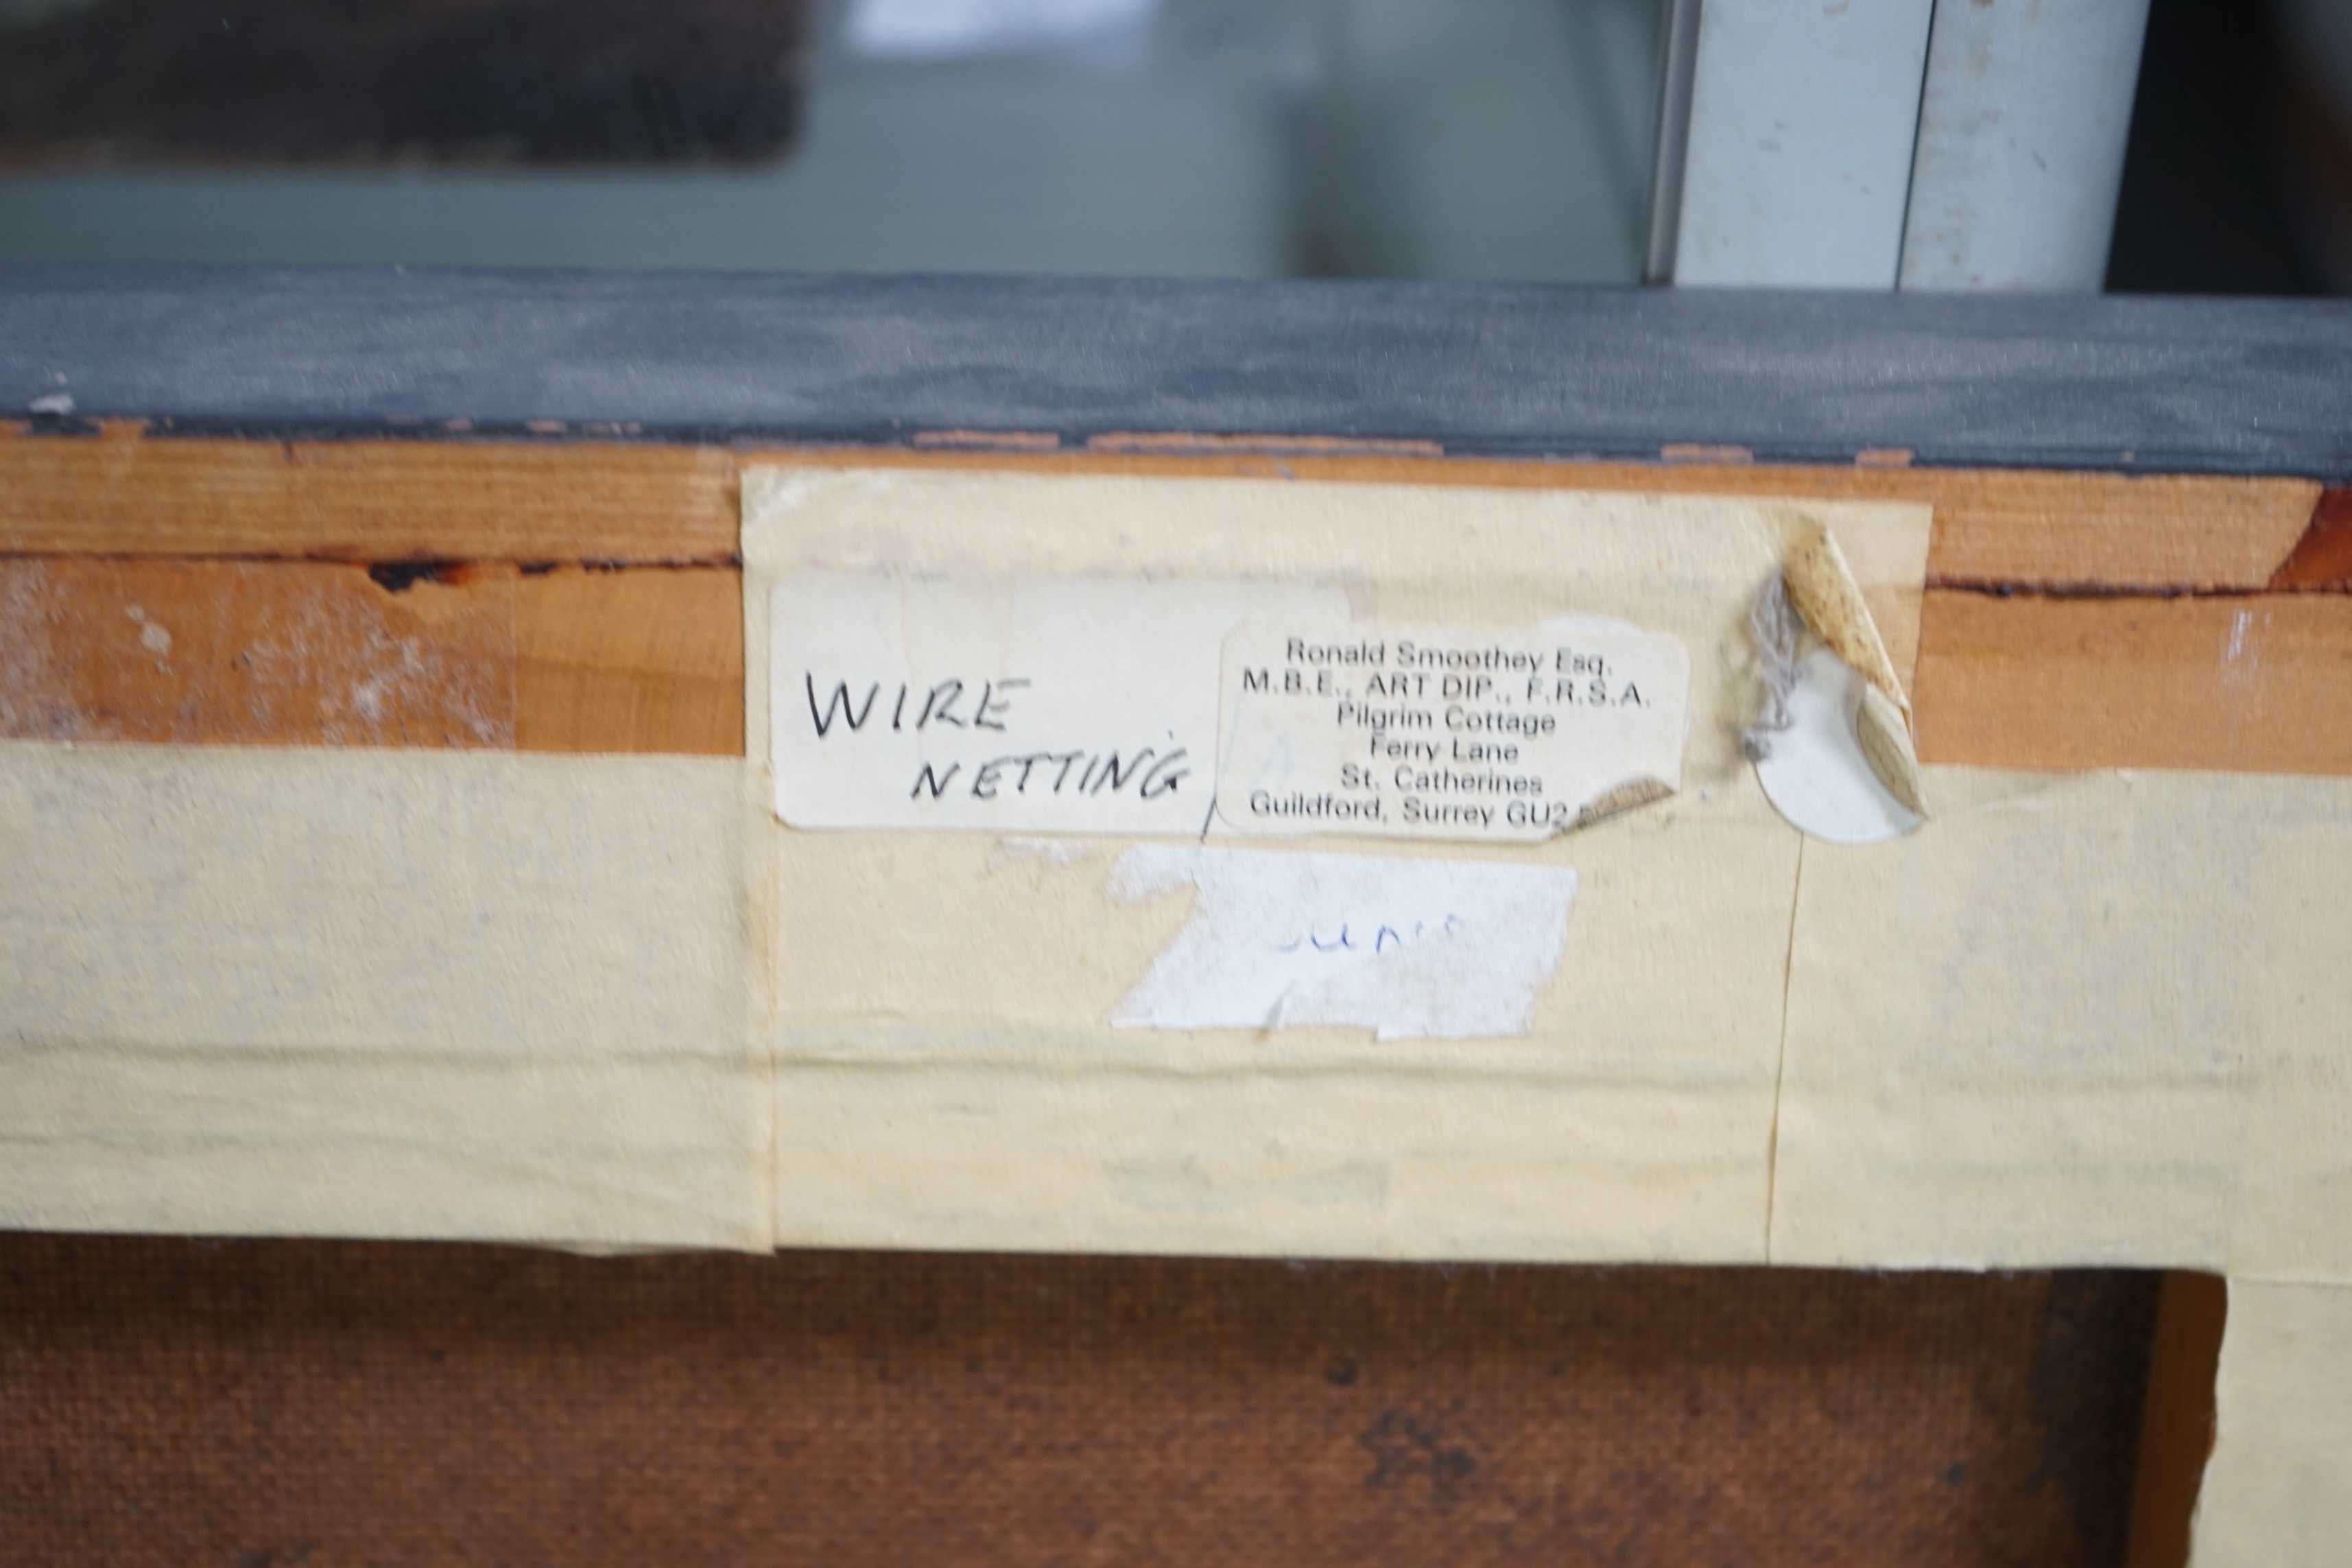 WIRE
NETTING
Ronald Smoothey Esq.
M.B.E., ART DIP., F.R.S.A.
Pilgrim Cottage
Ferry Lane
St. Catherines
Guildford, Surrey GU2